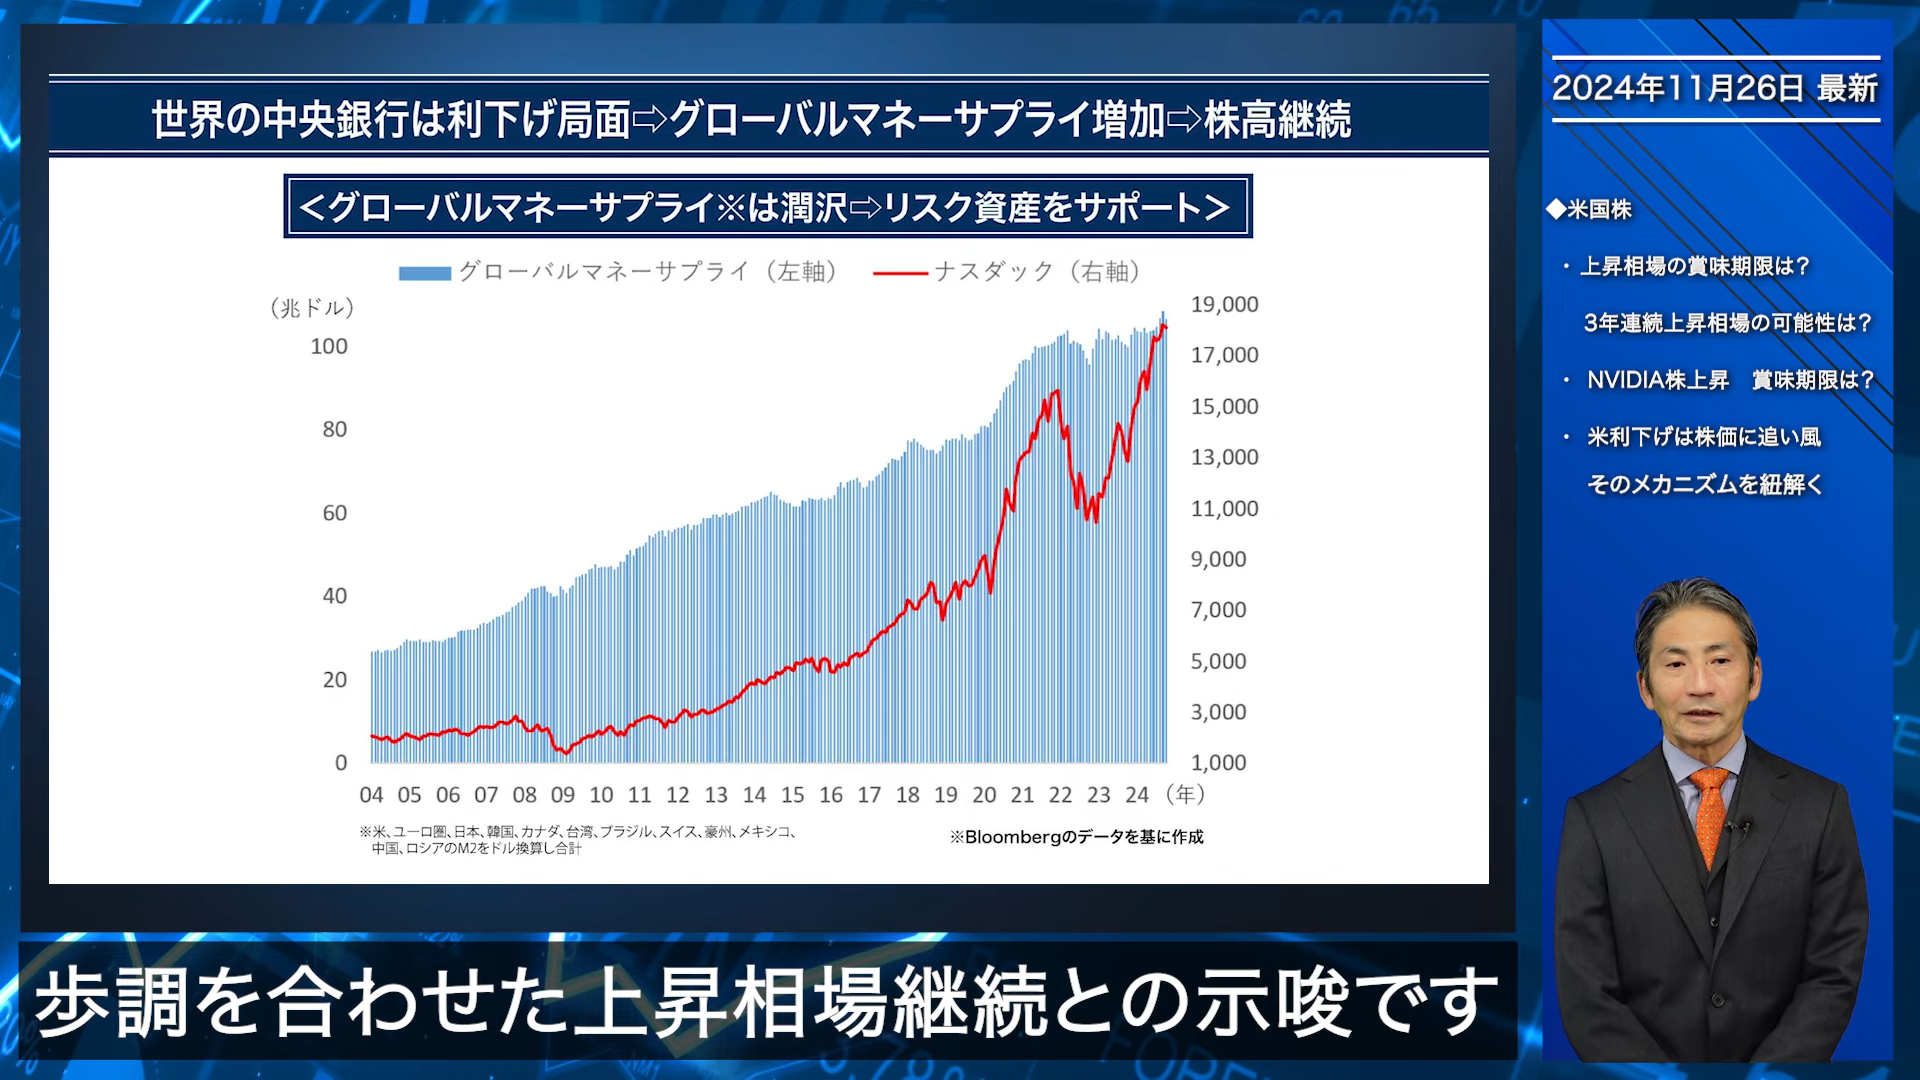 世界の中央銀行は利下げ局面⇨グローバルマネーサプライ増加⇨株高継続
＜グローバルマネーサプライ※は潤沢⇨リスク資産をサポート＞
グローバルマネーサプライ（左軸） ナスダック（右軸）
（兆ドル）
100
80
60
40
20
0
19,000
17,000
15,000
13,000
11,000
9,000
7,000
5,000
3,000
1,000
04 05 06 07 08 09 10 11 12 13 14 15 16 17 18 19 20 21 22 23 24 （年）
※米、ユーロ圏、日本、韓国、カナダ、台湾、ブラジル、スイス、豪州、メキシコ、
中国、ロシアのM2をドル換算し合計
※Bloombergのデータを基に作成
2024年11月26日 最新
◆米国株
・上昇相場の賞味期限は？
3年連続上昇相場の可能性は？
・ NVIDIA株上昇　賞味期限は？
・ 米利下げは株価に追い風
そのメカニズムを紐解く
歩調を合わせた上昇相場継続との示唆です